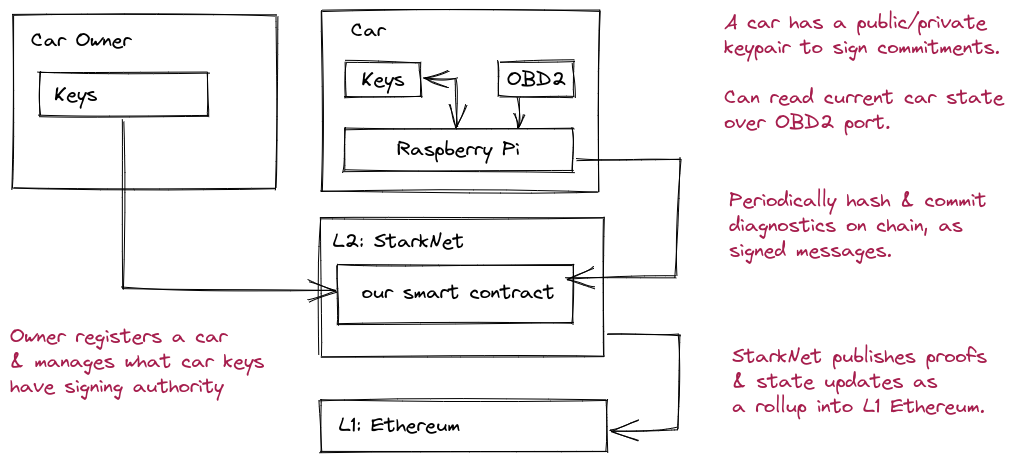 Car Owner
Keys
Car
Keys
OBD2
Raspberry Pi
A car has a public/private
keypair to sign commitments.
Can read current car state
over OBD2 port.
Periodically hash & commit
diagnostics on chain, as
signed messages.
L2: StarkNet
our smart contract
Owner registers a car
& manages what car keys
have signing authority
StarkNet publishes proofs
& state updates as
a rollup into L1 Ethereum.
L1: Ethereum